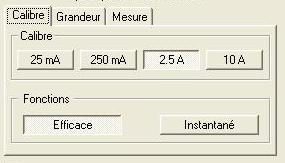 Calibre Grandeur Mesure
Calibre
25 mA 250 mA 2.5 A 10 A
Fonctions
Efficace Instantané